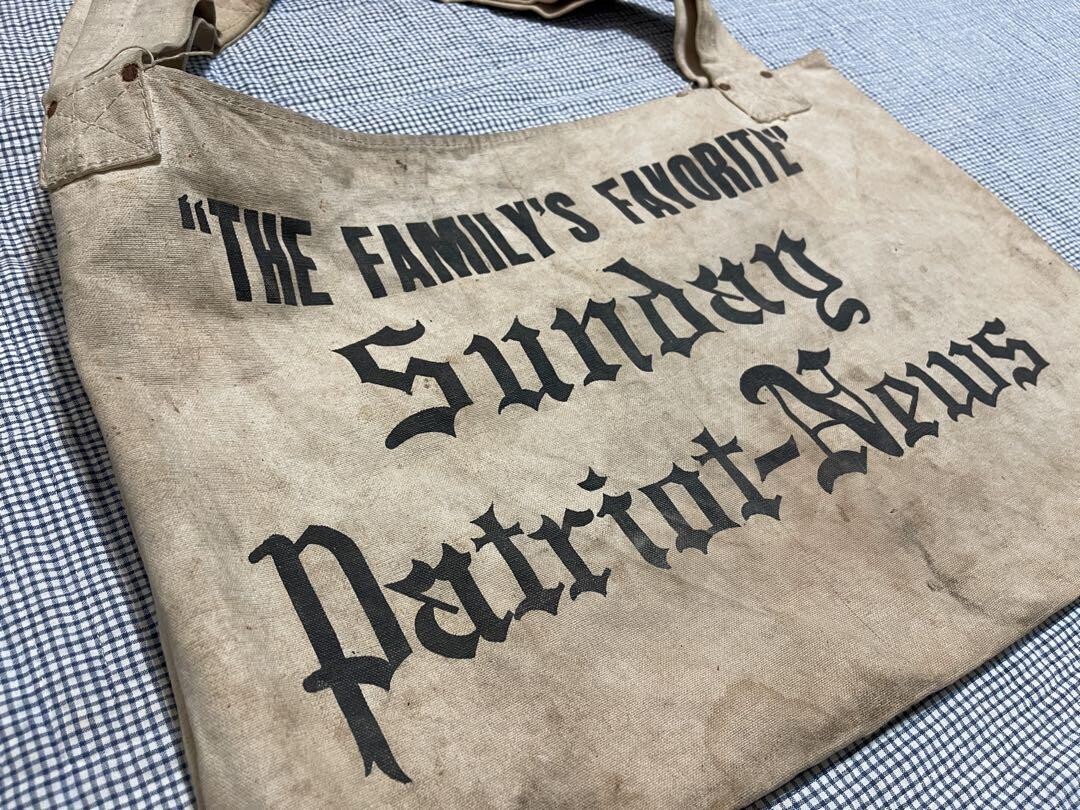 "THE FAMILY'S FAVORITE"
Sunday
Patriot-News